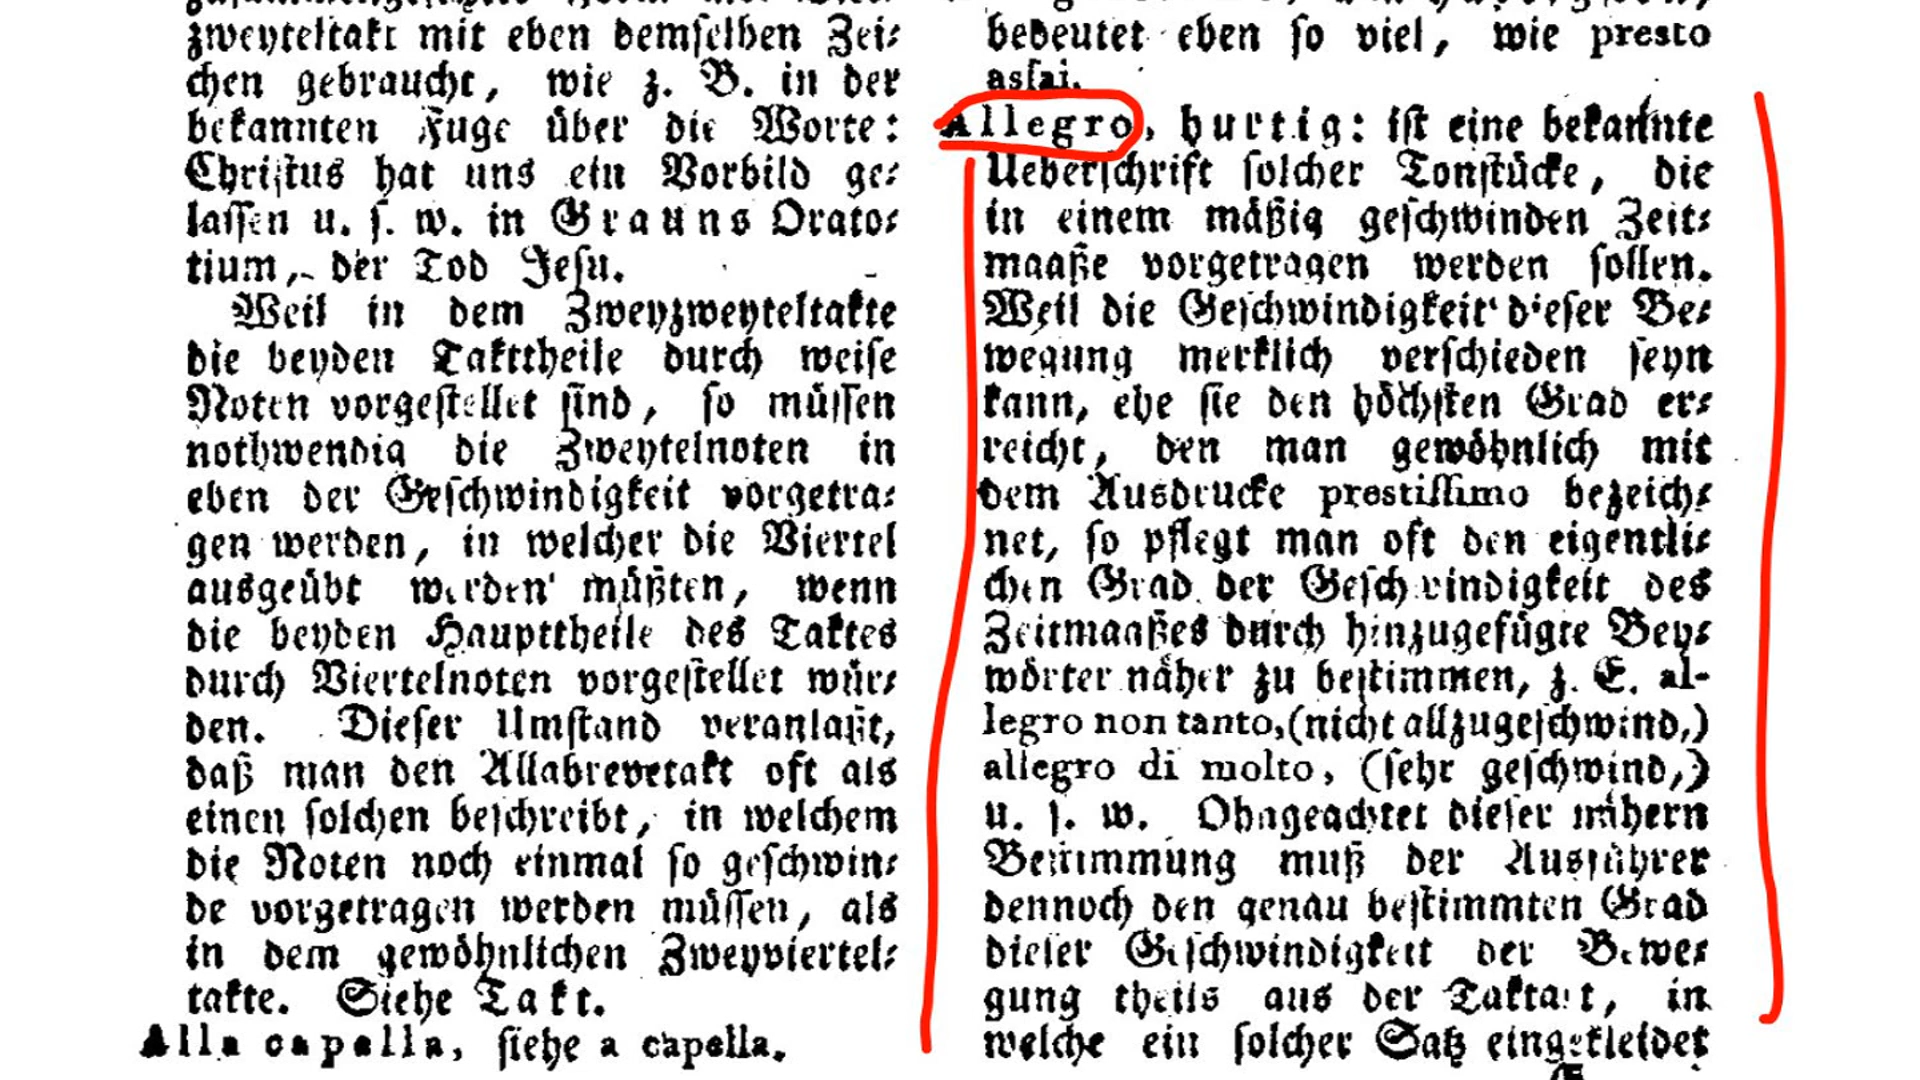 zweyteltakt mit eben demselben Zei-
chen gebraucht, wie z. B. in der
bekannten Fuge über die Worte:
Christus hat uns ein Vorbild ge-
lassen u. s. w. in Grauns Orato-
tium, der Tod Jesu.
Weil in dem Zweyzweyteltakte
die beyden Takttheile durch weise
Noten vorgestellet sind, so müssen
nothwendig die Zweytelnoten in
eben der Geschwindigkeit vorgetra-
gen werden, in welcher die Viertel
ausgeübt werden müßten, wenn
die beyden Haupttheile des Taktes
durch Viertelnoten vorgestellet wür-
den. Dieser Umstand veranlaßt,
daß man den Allabrevetakt oft als
einen solchen beschreibt, in welchem
die Noten noch einmal so geschwin-
de vorgetragen werden müssen, als
in dem gewöhnlichen Zweyviertel-
takte. Siehe Takt.
Alla capella, siehe a capella.
bedeutet eben so viel, wie presto
assai.
Allegro, hurtig: ist eine bekannte
Ueberschrift solcher Tonstücke, die
in einem mäßig geschwinden Zeit-
maaße vorgetragen werden sollen.
Weil die Geschwindigkeit dieser Be-
wegung merklich verschieden seyn
kann, ehe sie den höchsten Grad er-
reicht, den man gewöhnlich mit
dem Ausdrucke prestissimo bezeich-
net, so pflegt man oft den eigentli-
chen Grad der Geschwindigkeit des
Zeitmaaßes durch hinzugefügte Bey-
wörter näher zu bestimmen, z. E. al-
legro non tanto, (nicht allzugeschwind,)
allegro di molto, (sehr geschwind,)
u. s. w. Ohngeachtet dieser nähern
Bestimmung muß der Ausführer
dennoch den genau bestimmten Grad
dieser Geschwindigkeit der Bewe-
gung theils aus der Taktart, in
welche ein solcher Satz eingekleidet